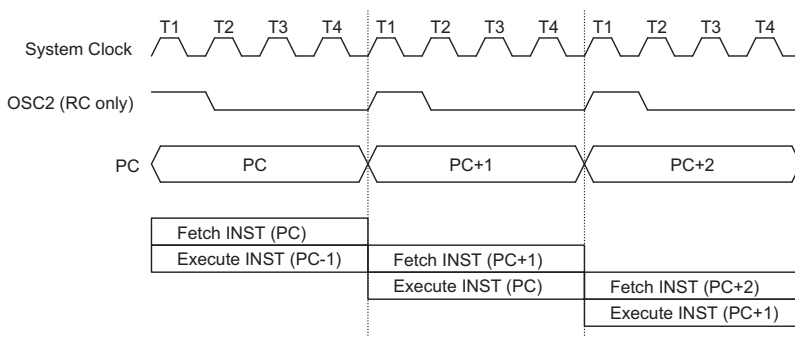 T1 T2 T3 T4 T1 T2 T3 T4 T1 T2 T3 T4
System Clock
OSC2 (RC only)
PC PC PC+1 PC+2
Fetch INST (PC)
Execute INST (PC-1) Fetch INST (PC+1)
Execute INST (PC) Fetch INST (PC+2)
Execute INST (PC+1)